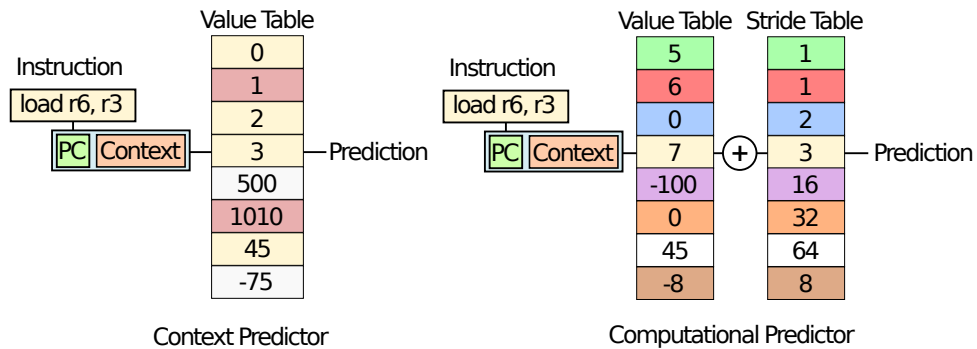 Value Table
0
1
2
3
500
1010
45
-75
Instruction
load r6, r3
PC Context
Prediction
Context Predictor
Value Table
5
6
0
7
-100
0
45
-8
Stride Table
1
1
2
3
16
32
64
8
Instruction
load r6, r3
PC Context
+
Prediction
Computational Predictor